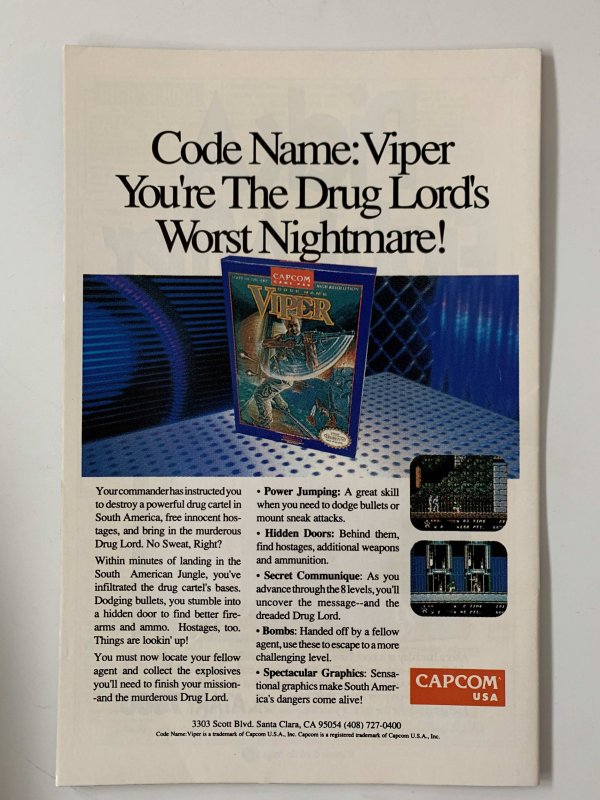 Code Name: Viper
You're The Drug Lord's
Worst Nightmare!
STATE-OF-THE-ART
CAPCOM
HIGH RESOLUTION
CODE NAME
VIPER
Your commander has instructed you
to destroy a powerful drug cartel in
South America, free innocent hos-
tages, and bring in the murderous
Drug Lord. No Sweat, Right?
Within minutes of landing in the
South American Jungle, you've
infiltrated the drug cartel's bases.
Dodging bullets, you stumble into
a hidden door to find better fire-
arms and ammo. Hostages, too.
Things are lookin' up!
You must now locate your fellow
agent and collect the explosives
you'll need to finish your mission-
-and the murderous Drug Lord.
• Power Jumping: A great skill
when you need to dodge bullets or
mount sneak attacks.
• Hidden Doors: Behind them,
find hostages, additional weapons
and ammunition.
• Secret Communique: As you
advance through the 8 levels, you'll
uncover the message--and the
dreaded Drug Lord.
• Bombs: Handed off by a fellow
agent, use these to escape to a more
challenging level.
• Spectacular Graphics: Sensa-
tional graphics make South Amer-
ica's dangers come alive!
CAPCOM
USA
3303 Scott Blvd. Santa Clara, CA 95054 (408) 727-0400
Code Name: Viper is a trademark of Capcom U.S.A., Inc. Capcom is a registered trademark of Capcom U.S.A., Inc.